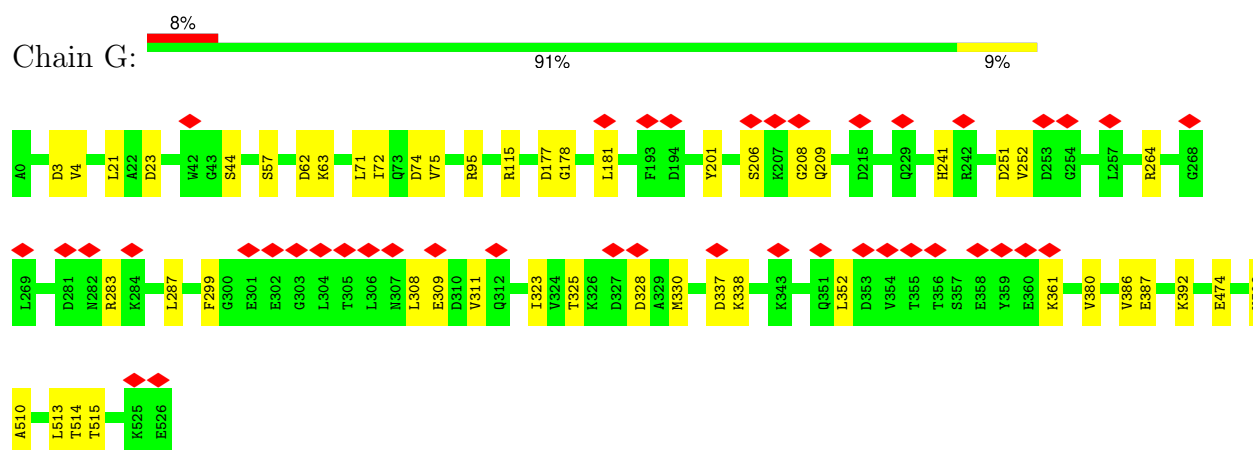 8%
Chain G:
91% 9%
A0 D3 V4 L21 A22 D23 W42 G43 S44 S57 D62 K63 L71 I72 Q73 D74 V75 R95 R115 D177 G178 L181 F193 D194 Y201 S206 K207 G208 Q209 D215 Q229 H241 R242 D251 V252 D253 G254 L257 R264 G268
L269 D281 N282 R283 K284 L287 F299 G300 E301 E302 G303 L304 T305 L306 N307 L308 E309 D310 V311 Q312 I323 V324 T325 K326 D327 D328 A329 M330 D337 K338 K343 Q351 L352 D353 V354 T355 T356 S357 E358 Y359 E360 K361 V380 V386 E387 K392 E474
A510 L513 T514 T515 K525 E526